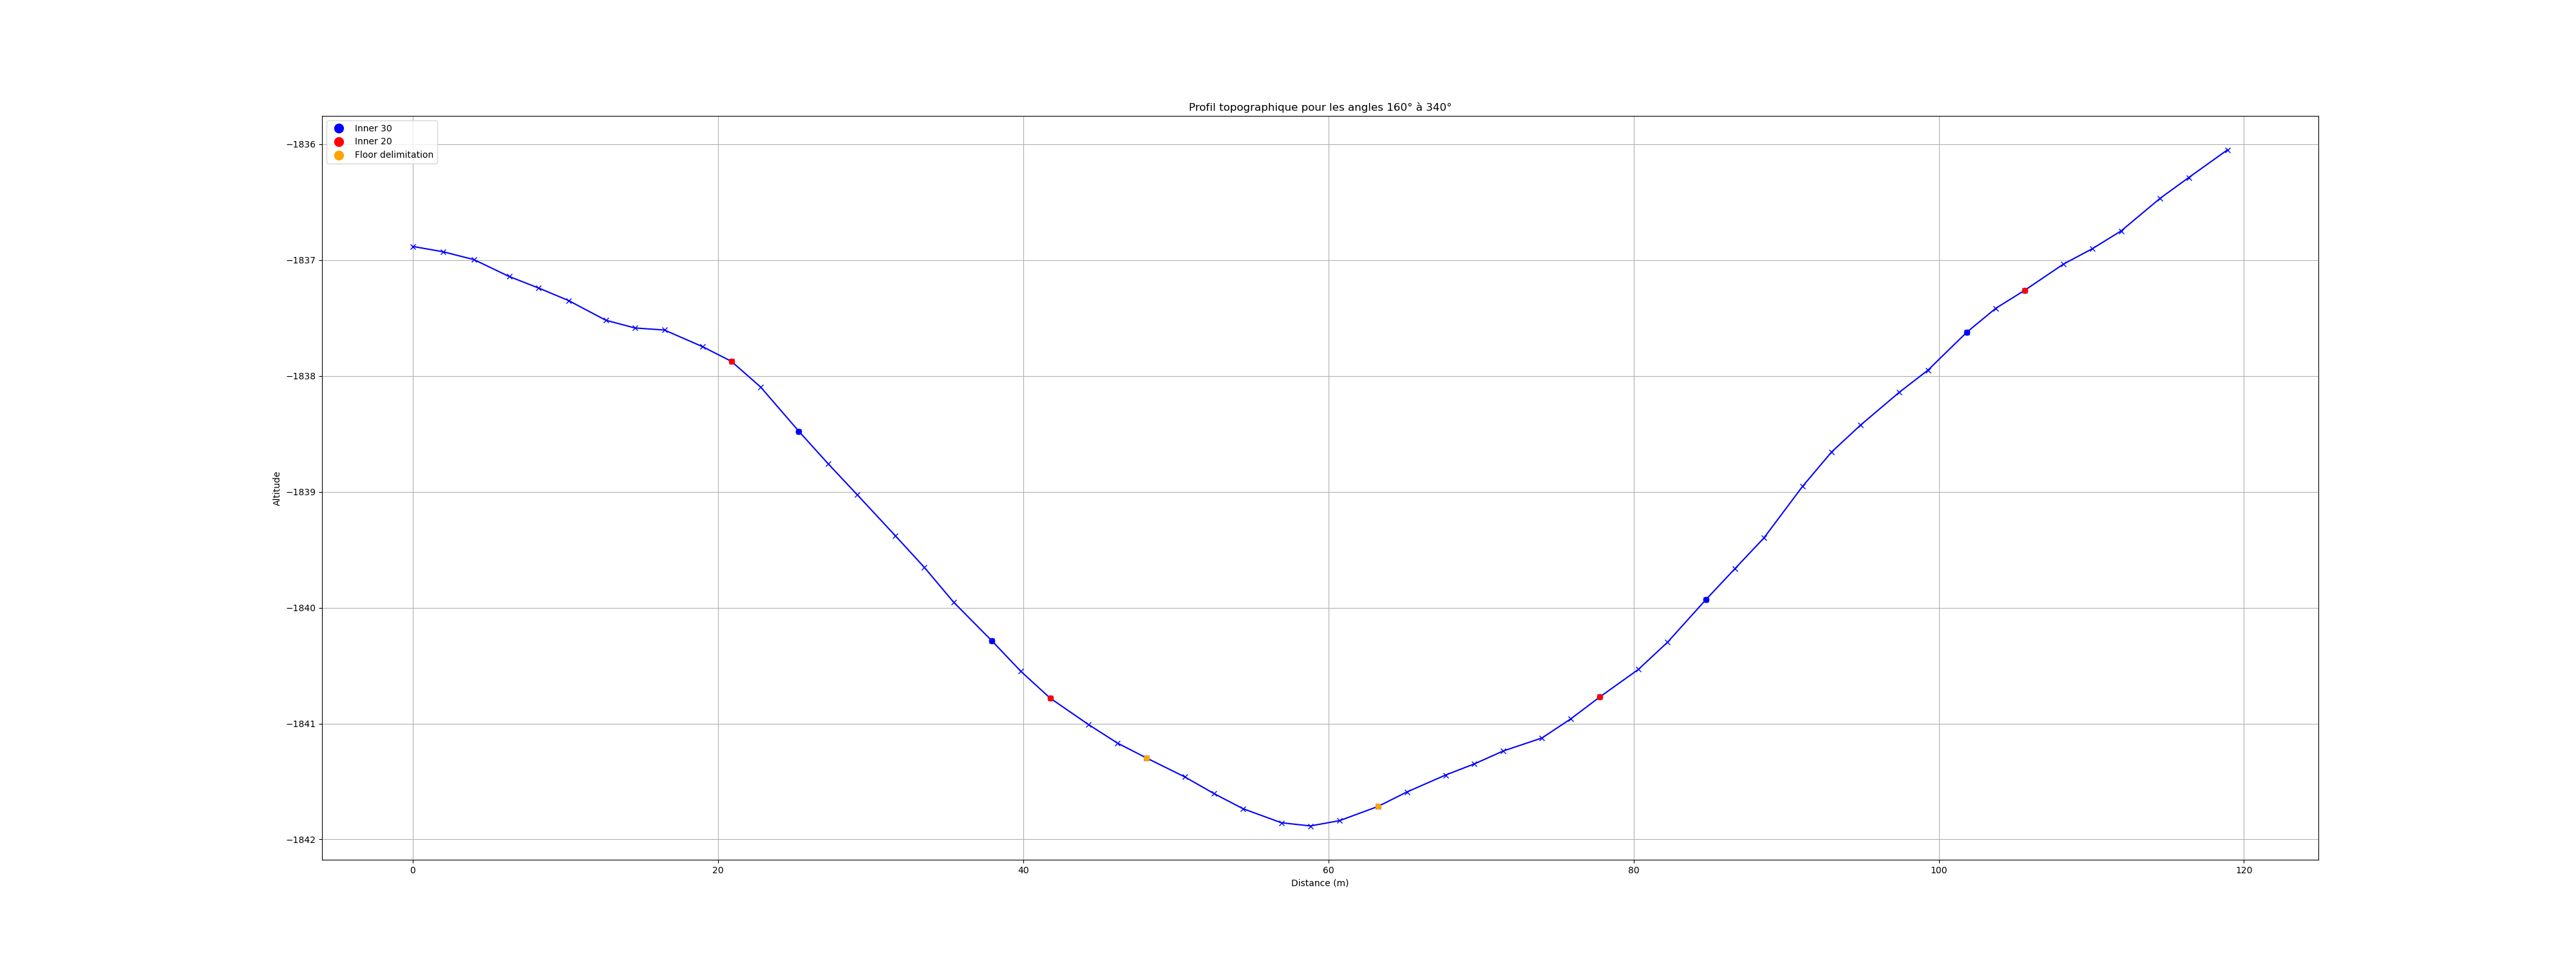 Profil topographique pour les angles 160° à 340°
Inner 30
Inner 20
Floor delimitation
−1836
−1837
−1838
−1839
−1840
−1841
−1842
Altitude
0 20 40 60 80 100 120
Distance (m)